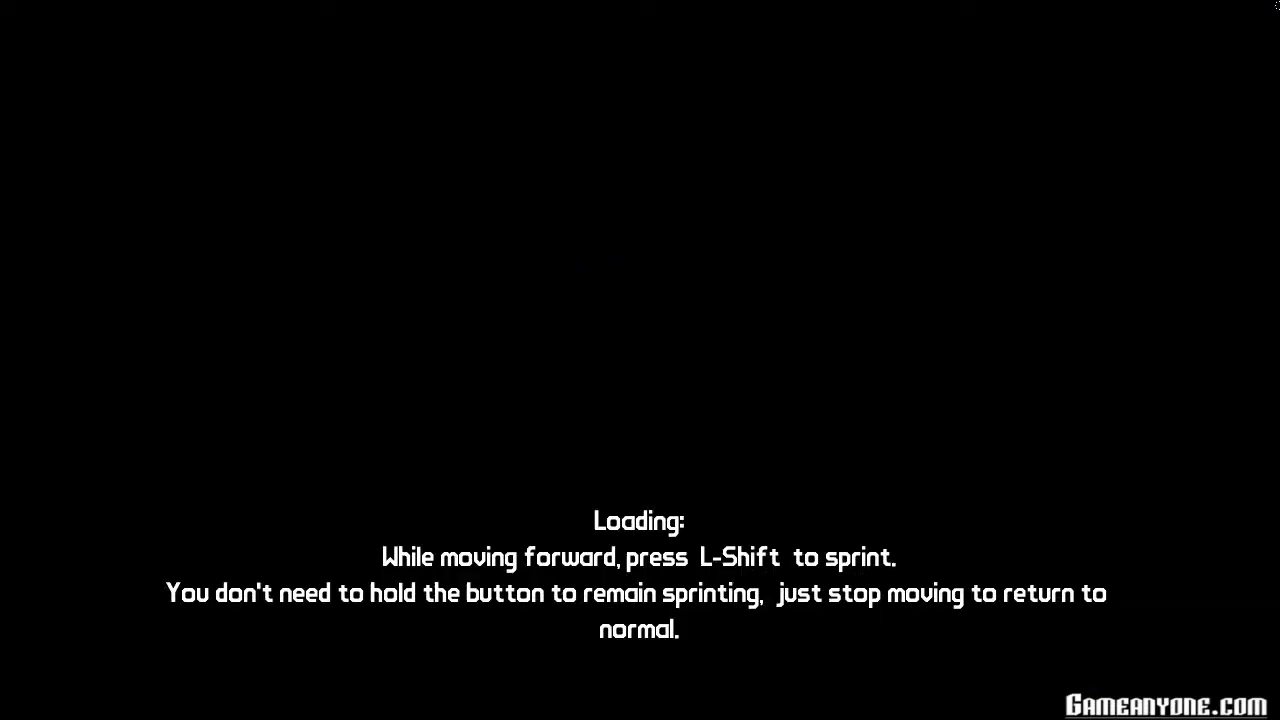 Loading:
While moving forward, press L-Shift to sprint.
You don't need to hold the button to remain sprinting, just stop moving to return to
normal.
Gameanyone.com